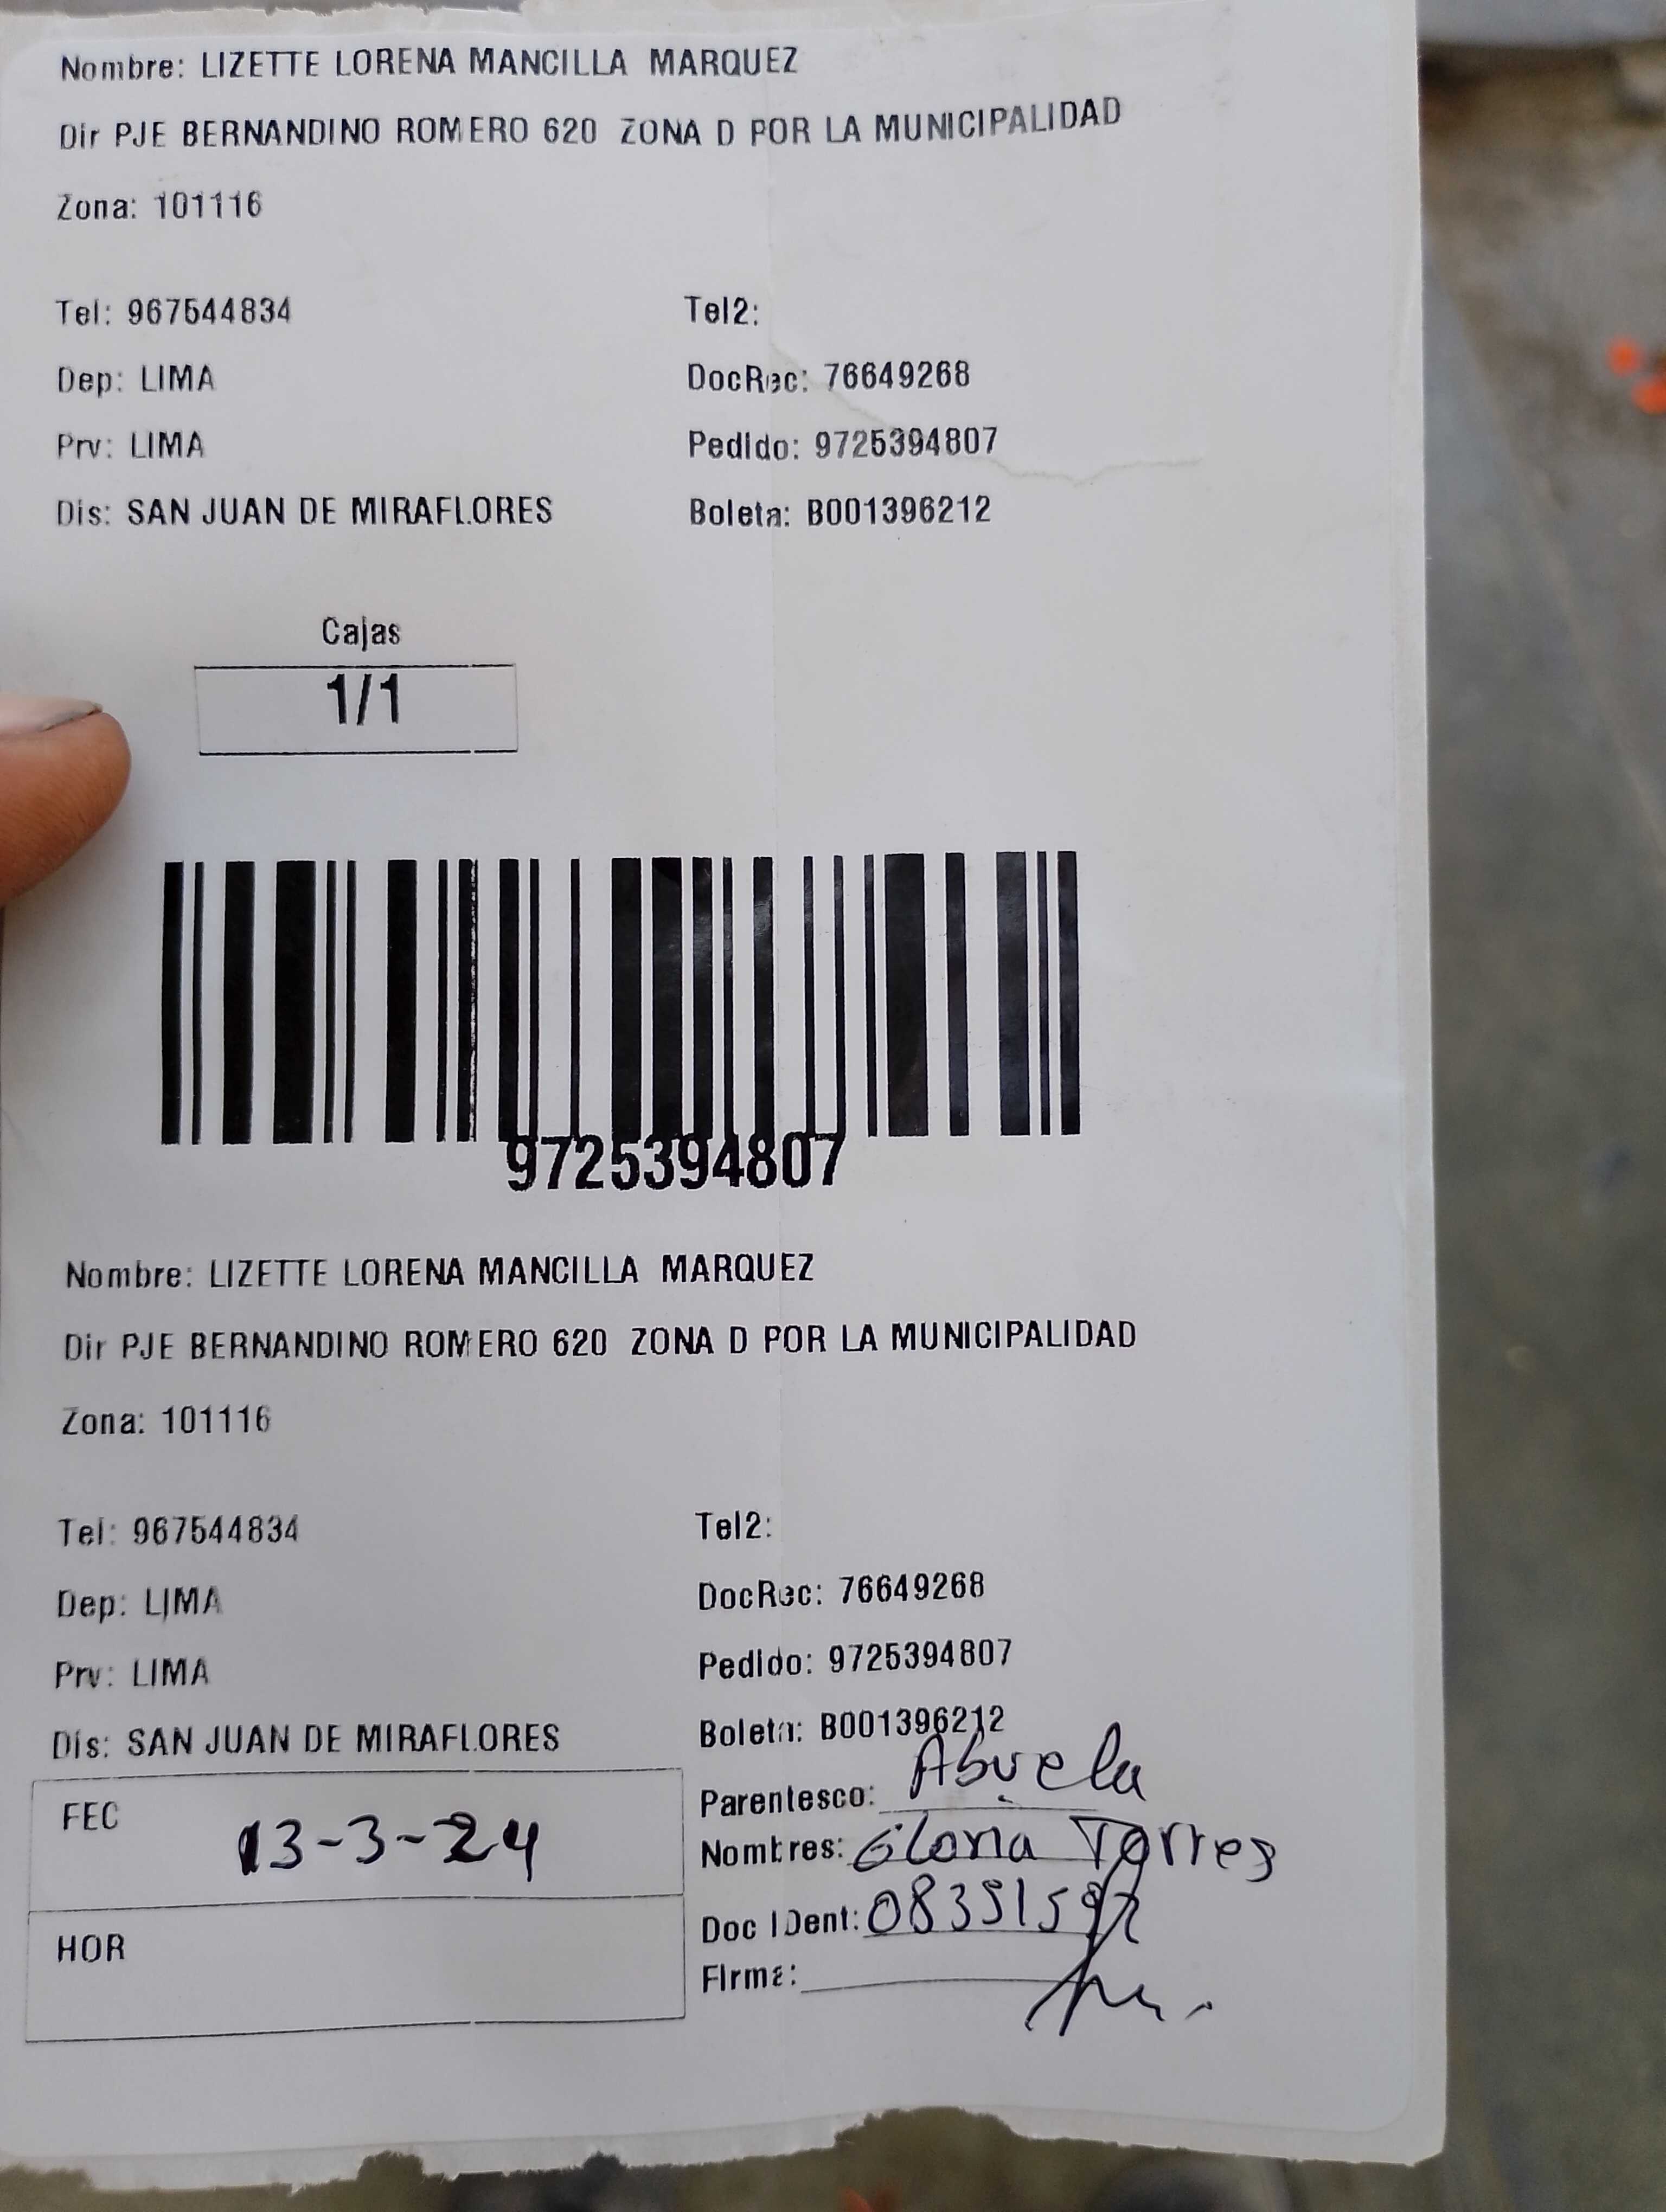 Nombre: LIZETTE LORENA MANCILLA MARQUEZ
Dir PJE BERNANDINO ROMERO 620 ZONA D POR LA MUNICIPALIDAD
Zona: 101116
Tel: 967544834 Tel2:
Dep: LIMA DocRec: 76649268
Prv: LIMA Pedido: 9725394807
Dis: SAN JUAN DE MIRAFLORES Boleta: B001396212
Cajas
1/1
9725394807
Nombre: LIZETTE LORENA MANCILLA MARQUEZ
Dir PJE BERNANDINO ROMERO 620 ZONA D POR LA MUNICIPALIDAD
Zona: 101116
Tel: 967544834 Tel2:
Dep: LIMA DocRec: 76649268
Prv: LIMA Pedido: 9725394807
Dis: SAN JUAN DE MIRAFLORES Boleta: B001396212
FEC 13-3-24
HOR
Parentesco: Abuela
Nombres: Gloria Torres
Doc IDent:
Firma: